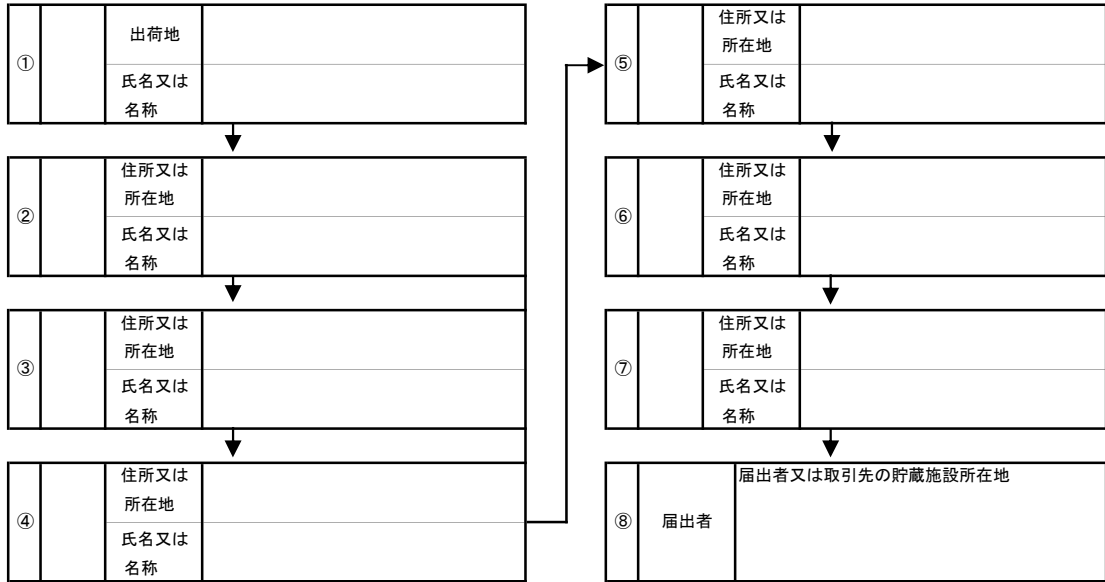 ①
出荷地
氏名又は
名称
②
住所又は
所在地
氏名又は
名称
③
住所又は
所在地
氏名又は
名称
④
住所又は
所在地
氏名又は
名称
⑤
住所又は
所在地
氏名又は
名称
⑥
住所又は
所在地
氏名又は
名称
⑦
住所又は
所在地
氏名又は
名称
⑧
届出者
届出者又は取引先の貯蔵施設所在地